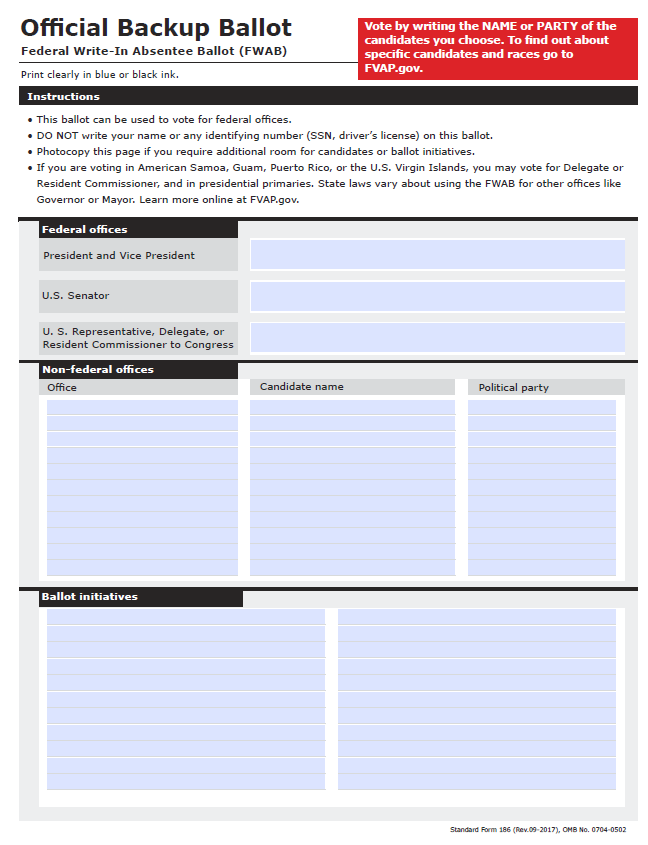 Official Backup Ballot
Federal Write-In Absentee Ballot (FWAB)
Print clearly in blue or black ink.
Vote by writing the NAME or PARTY of the
candidates you choose. To find out about
specific candidates and races go to
FVAP.gov.
Instructions
• This ballot can be used to vote for federal offices.
• DO NOT write your name or any identifying number (SSN, driver's license) on this ballot.
• Photocopy this page if you require additional room for candidates or ballot initiatives.
• If you are voting in American Samoa, Guam, Puerto Rico, or the U.S. Virgin Islands, you may vote for Delegate or
Resident Commissioner, and in presidential primaries. State laws vary about using the FWAB for other offices like
Governor or Mayor. Learn more online at FVAP.gov.
Federal offices
President and Vice President
U.S. Senator
U. S. Representative, Delegate, or
Resident Commissioner to Congress
Non-federal offices
Office
Candidate name
Political party
Ballot initiatives
Standard Form 186 (Rev.09-2017), OMB No. 0704-0502